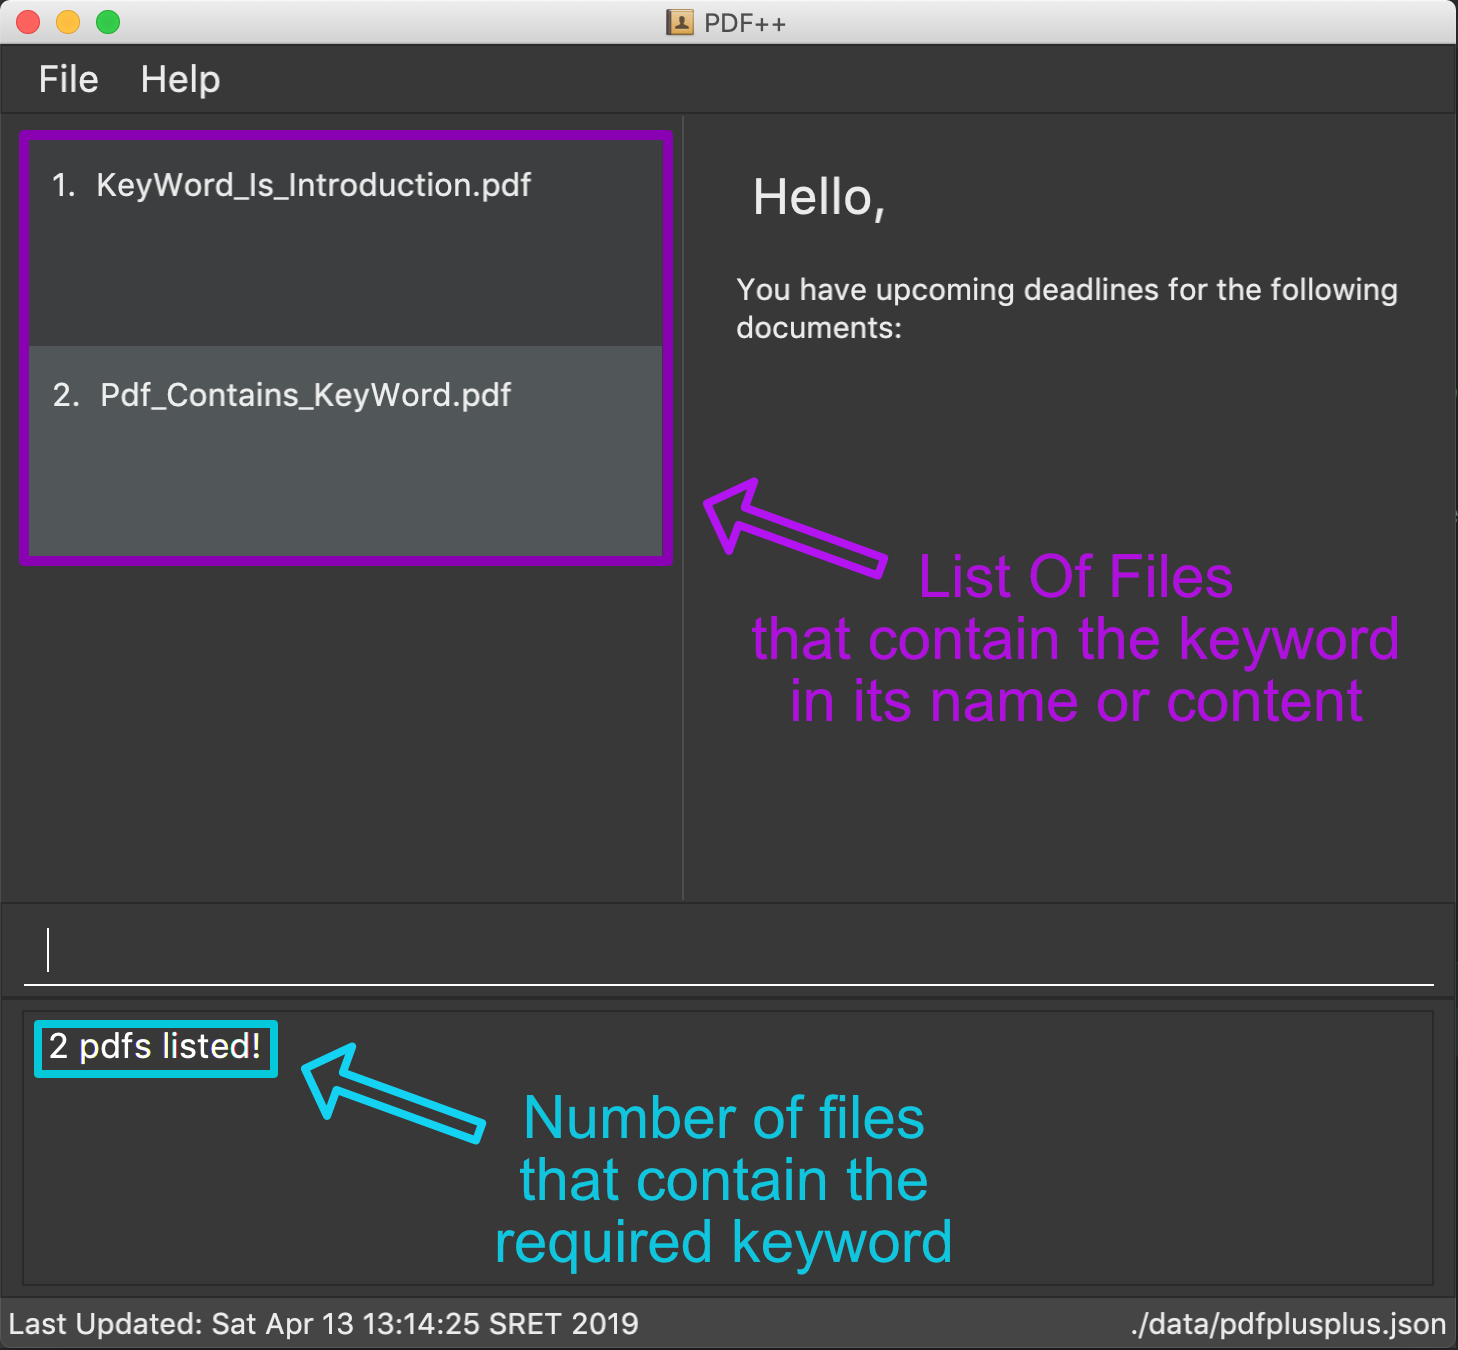 PDF++
File Help
1. KeyWord_Is_Introduction.pdf
2. Pdf_Contains_KeyWord.pdf
Hello,
You have upcoming deadlines for the following
documents:
List Of Files
that contain the keyword
in its name or content
2 pdfs listed!
Number of files
that contain the
required keyword
Last Updated: Sat Apr 13 13:14:25 SRET 2019
./data/pdfplusplus.json